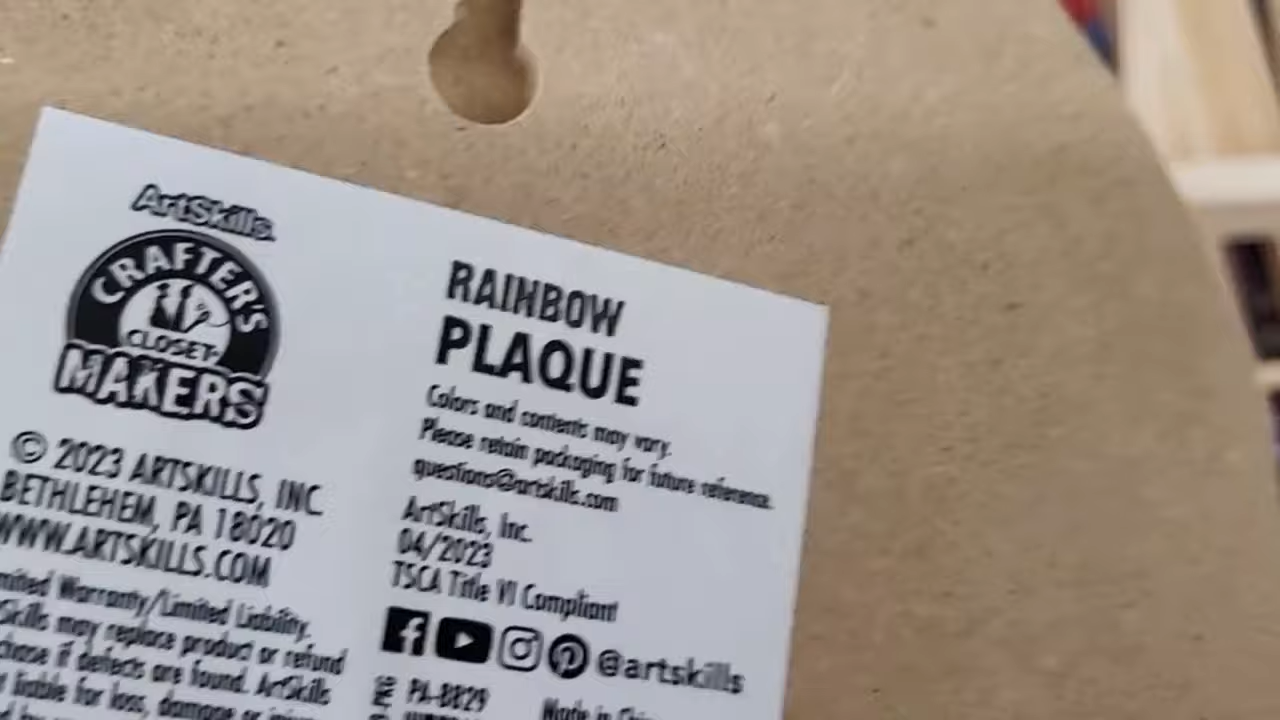 ArtSkills.
CRAFTER'S
CLOSET
MAKERS
© 2023 ARTSKILLS, INC
BETHLEHEM, PA 18020
WWW.ARTSKILLS.COM
Warranty/Limited Liability.
may replace product or refund
if defects are found. ArtSkills
liable for loss, damage or
RAINBOW
PLAQUE
Colors and contents may vary.
Please retain packaging for future reference.
questions@artskills.com
ArtSkills, Inc.
04/2023
TSCA Title VI Compliant
@artskills
PA-8829
Made in